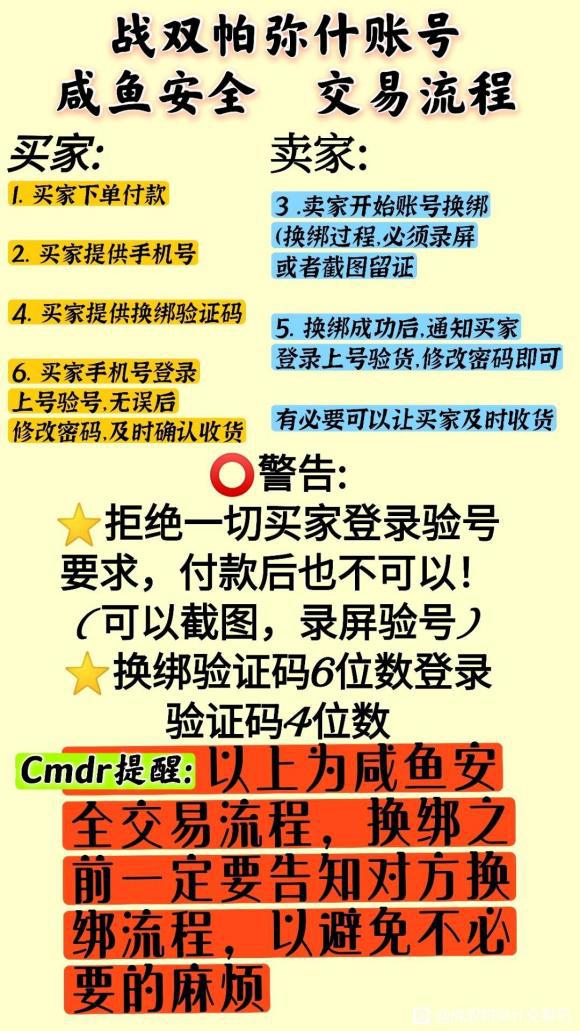 战双帕弥什账号
咸鱼安全 交易流程
买家:
1. 买家下单付款
2. 买家提供手机号
4. 买家提供换绑验证码
6. 买家手机号登录
上号验号,无误后
修改密码,及时确认收货
卖家:
3 .卖家开始账号换绑
(换绑过程,必须录屏
或者截图留证
5. 换绑成功后,通知买家
登录上号验货,修改密码即可
有必要可以让买家及时收货
⭕警告:
⭐拒绝一切买家登录验号
要求，付款后也不可以！
(可以截图，录屏验号)
⭐换绑验证码6位数登录
验证码4位数
Cmdr提醒: 以上为咸鱼安
全交易流程，换绑之
前一定要告知对方换
绑流程，以避免不必
要的麻烦